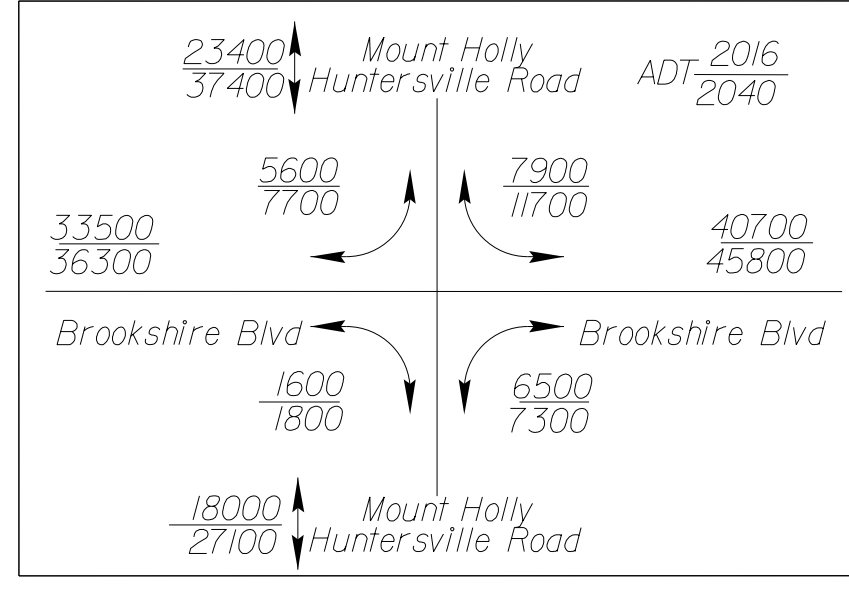 23400
37400
Mount Holly
Huntersville Road
ADT 2016
2040
5600
7700
7900
11700
33500
36300
40700
45800
Brookshire Blvd
Brookshire Blvd
1600
1800
6500
7300
18000
27100
Mount Holly
Huntersville Road